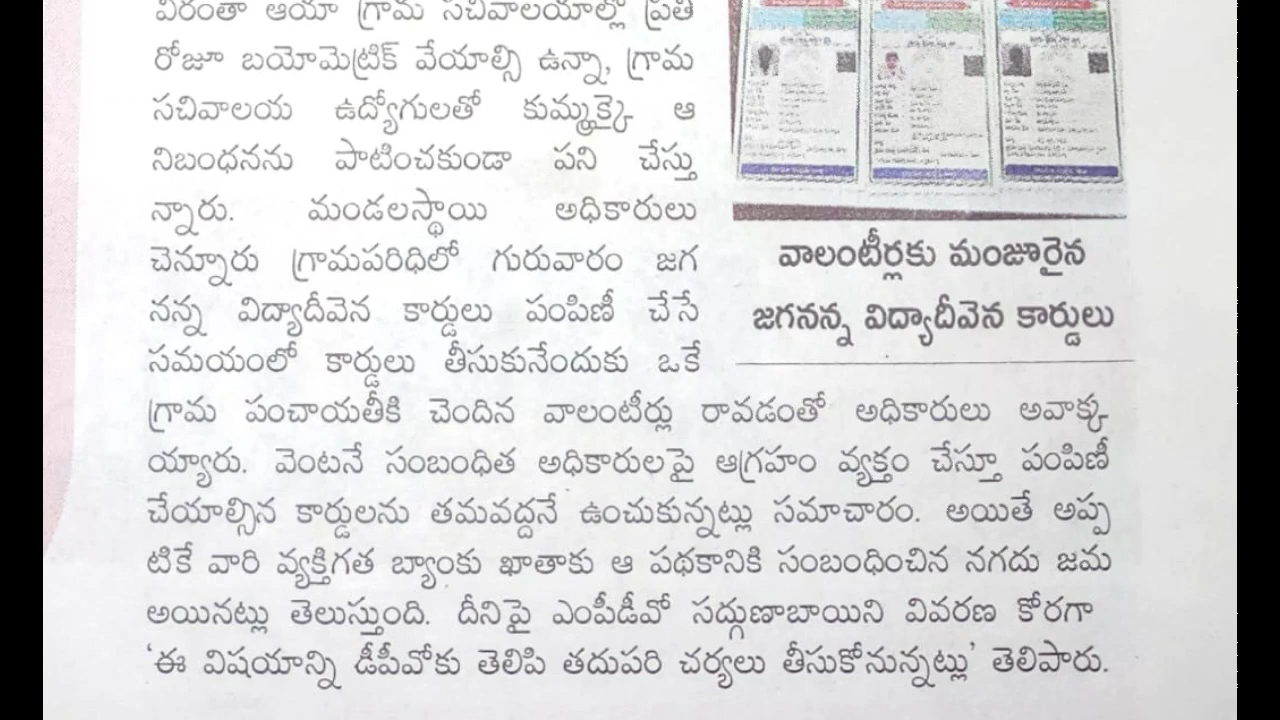 వీరంతా ఆయా గ్రామ సచివాలయాల్లో ప్రతి
రోజూ బయోమెట్రిక్ వేయాల్సి ఉన్నా, గ్రామ
సచివాలయ ఉద్యోగులతో కుమ్మక్కై ఆ
నిబంధనను పాటించకుండా పని చేస్తు
న్నారు. మండలస్థాయి అధికారులు
చెన్నూరు గ్రామపరిధిలో గురువారం జగ
నన్న విద్యాదీవెన కార్డులు పంపిణీ చేసే
సమయంలో కార్డులు తీసుకునేందుకు ఒకే
గ్రామ పంచాయతీకి చెందిన వాలంటీర్లు రావడంతో అధికారులు అవాక్క
య్యారు. వెంటనే సంబంధిత అధికారులపై ఆగ్రహం వ్యక్తం చేస్తూ పంపిణీ
చేయాల్సిన కార్డులను తమవద్దనే ఉంచుకున్నట్లు సమాచారం. అయితే అప్ప
టికే వారి వ్యక్తిగత బ్యాంకు ఖాతాకు ఆ పథకానికి సంబంధించిన నగదు జమ
అయినట్లు తెలుస్తుంది. దీనిపై ఎంపీడీవో సద్గుణాబాయిని వివరణ కోరగా
‘ఈ విషయాన్ని డీపీవోకు తెలిపి తదుపరి చర్యలు తీసుకోనున్నట్లు’ తెలిపారు.
వాలంటీర్లకు మంజూరైన
జగనన్న విద్యాదీవెన కార్డులు